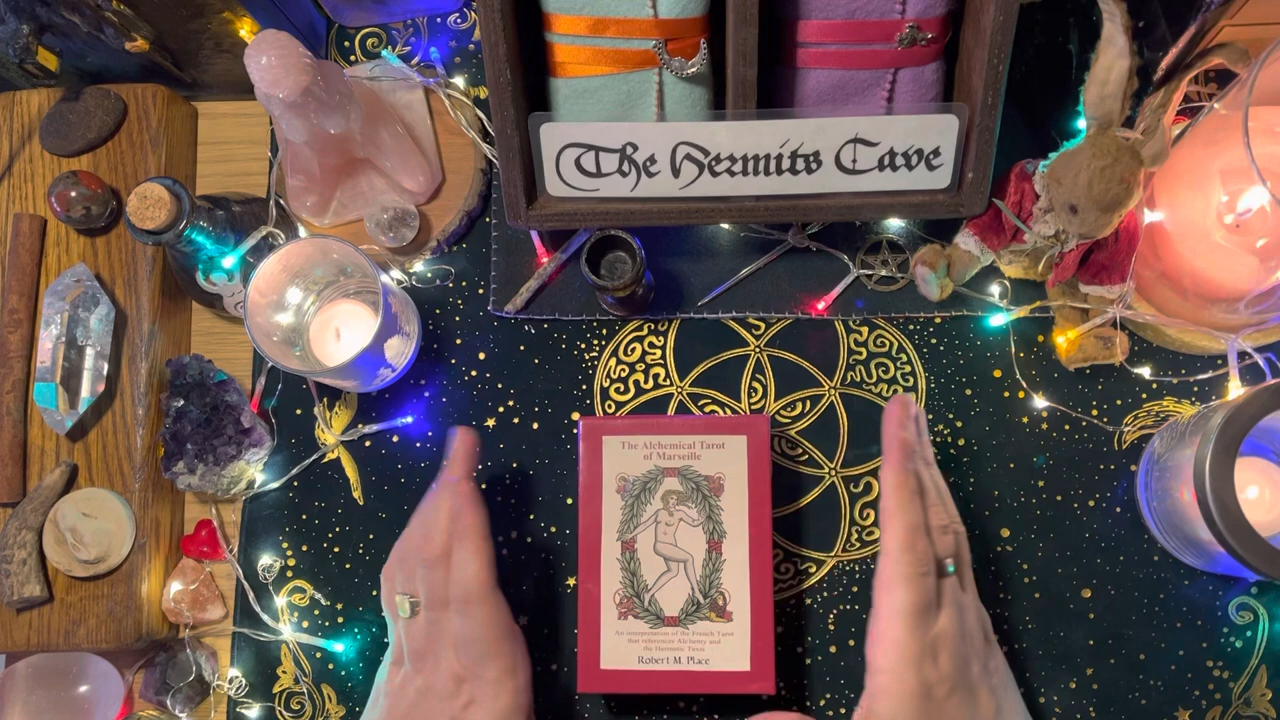 The Hermits Cave
The Alchemical Tarot
of Marseille
An interpretation of the French Tarot
that references Alchemy and
the Hermetic Texts
Robert M. Place